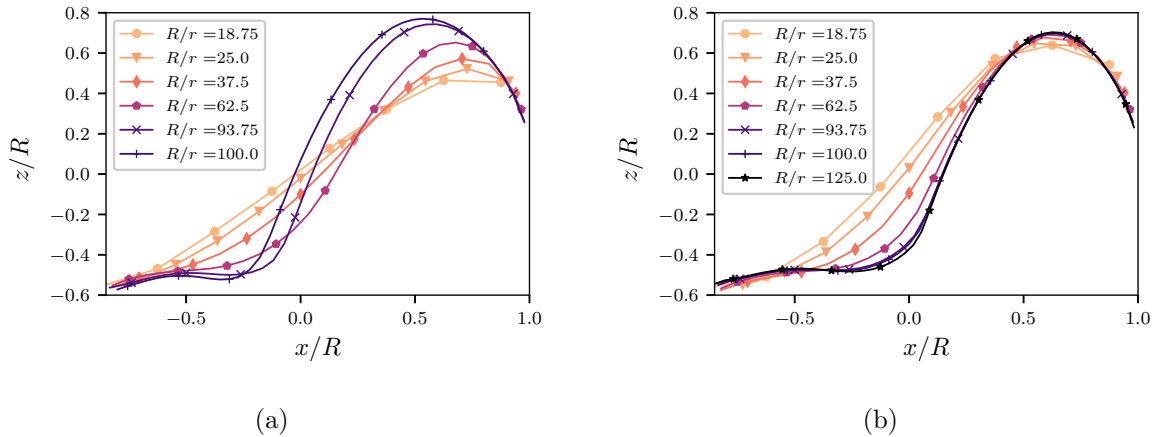 0.8
0.6
0.4
0.2
0.0
−0.2
−0.4
−0.6
z/R
R/r =18.75
R/r =25.0
R/r =37.5
R/r =62.5
R/r =93.75
R/r =100.0
−0.5
0.0
0.5
1.0
x/R
(a)
0.8
0.6
0.4
0.2
0.0
−0.2
−0.4
−0.6
z/R
R/r =18.75
R/r =25.0
R/r =37.5
R/r =62.5
R/r =93.75
R/r =100.0
R/r =125.0
−0.5
0.0
0.5
1.0
x/R
(b)